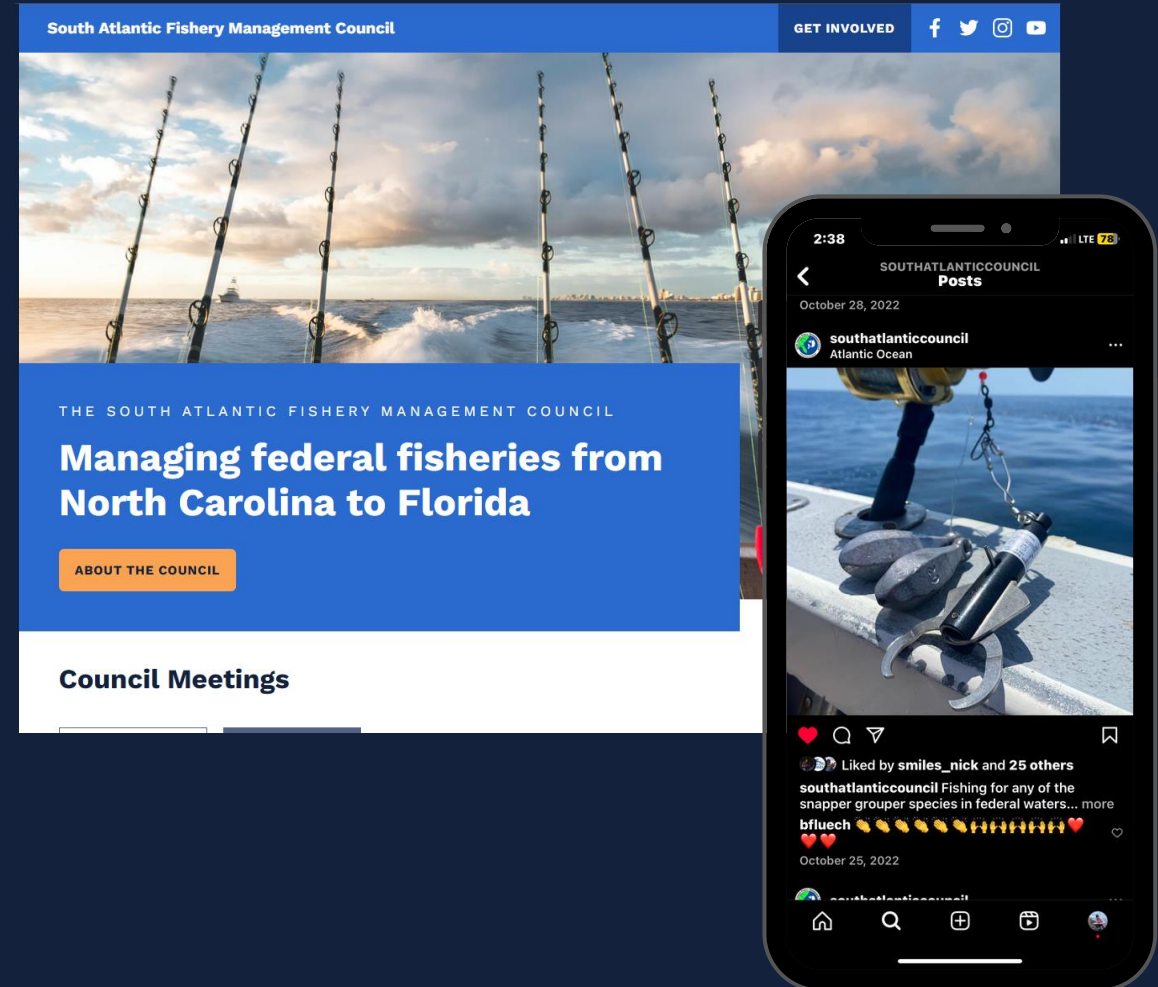 South Atlantic Fishery Management Council
GET INVOLVED
THE SOUTH ATLANTIC FISHERY MANAGEMENT COUNCIL
Managing federal fisheries from
North Carolina to Florida
ABOUT THE COUNCIL
Council Meetings
2:38
LTE 78
SOUTHATLANTICCOUNCIL
Posts
October 28, 2022
southatlanticcouncil
Atlantic Ocean
Liked by smiles_nick and 25 others
southatlanticcouncil Fishing for any of the
snapper grouper species in federal waters... more
bfluech 👏👏👏👏👏👏🙌🙌🙌🙌🙌❤️
❤️❤️
October 25, 2022
southatlanticcouncil